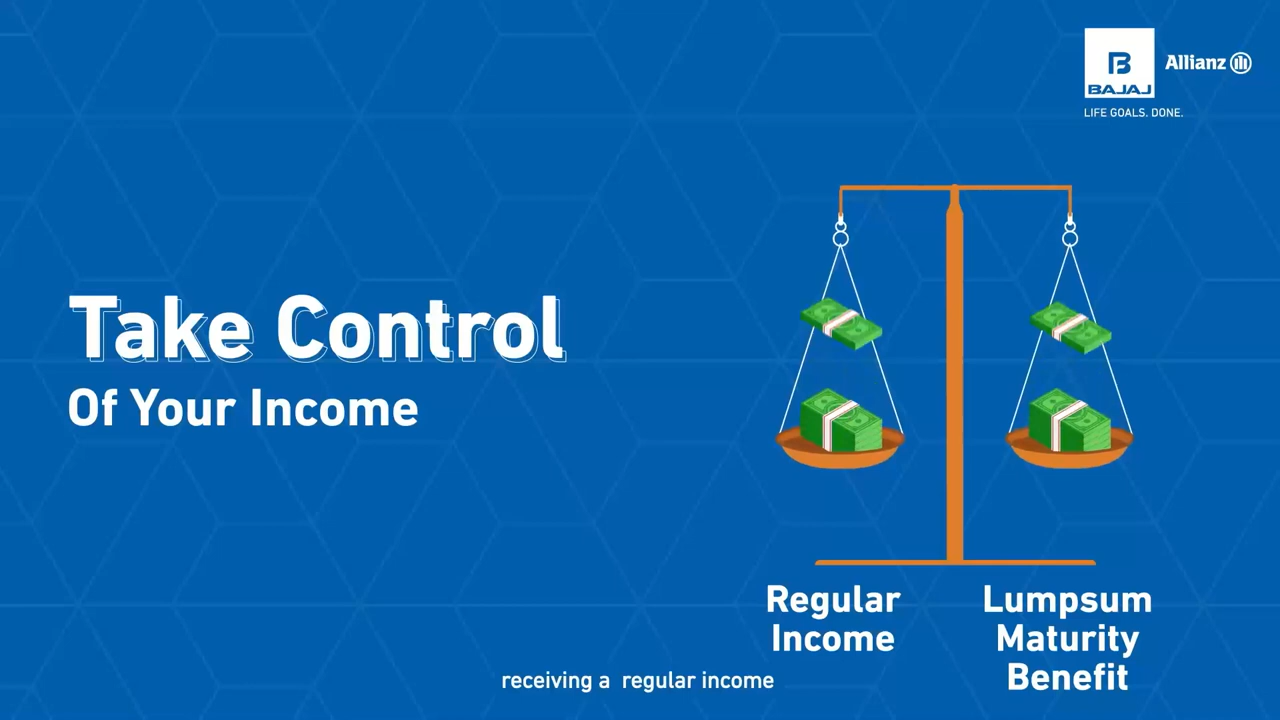 BAJAJ
Allianz
LIFE GOALS. DONE.
Take Control
Of Your Income
Regular
Income
Lumpsum
Maturity
Benefit
receiving a  regular income